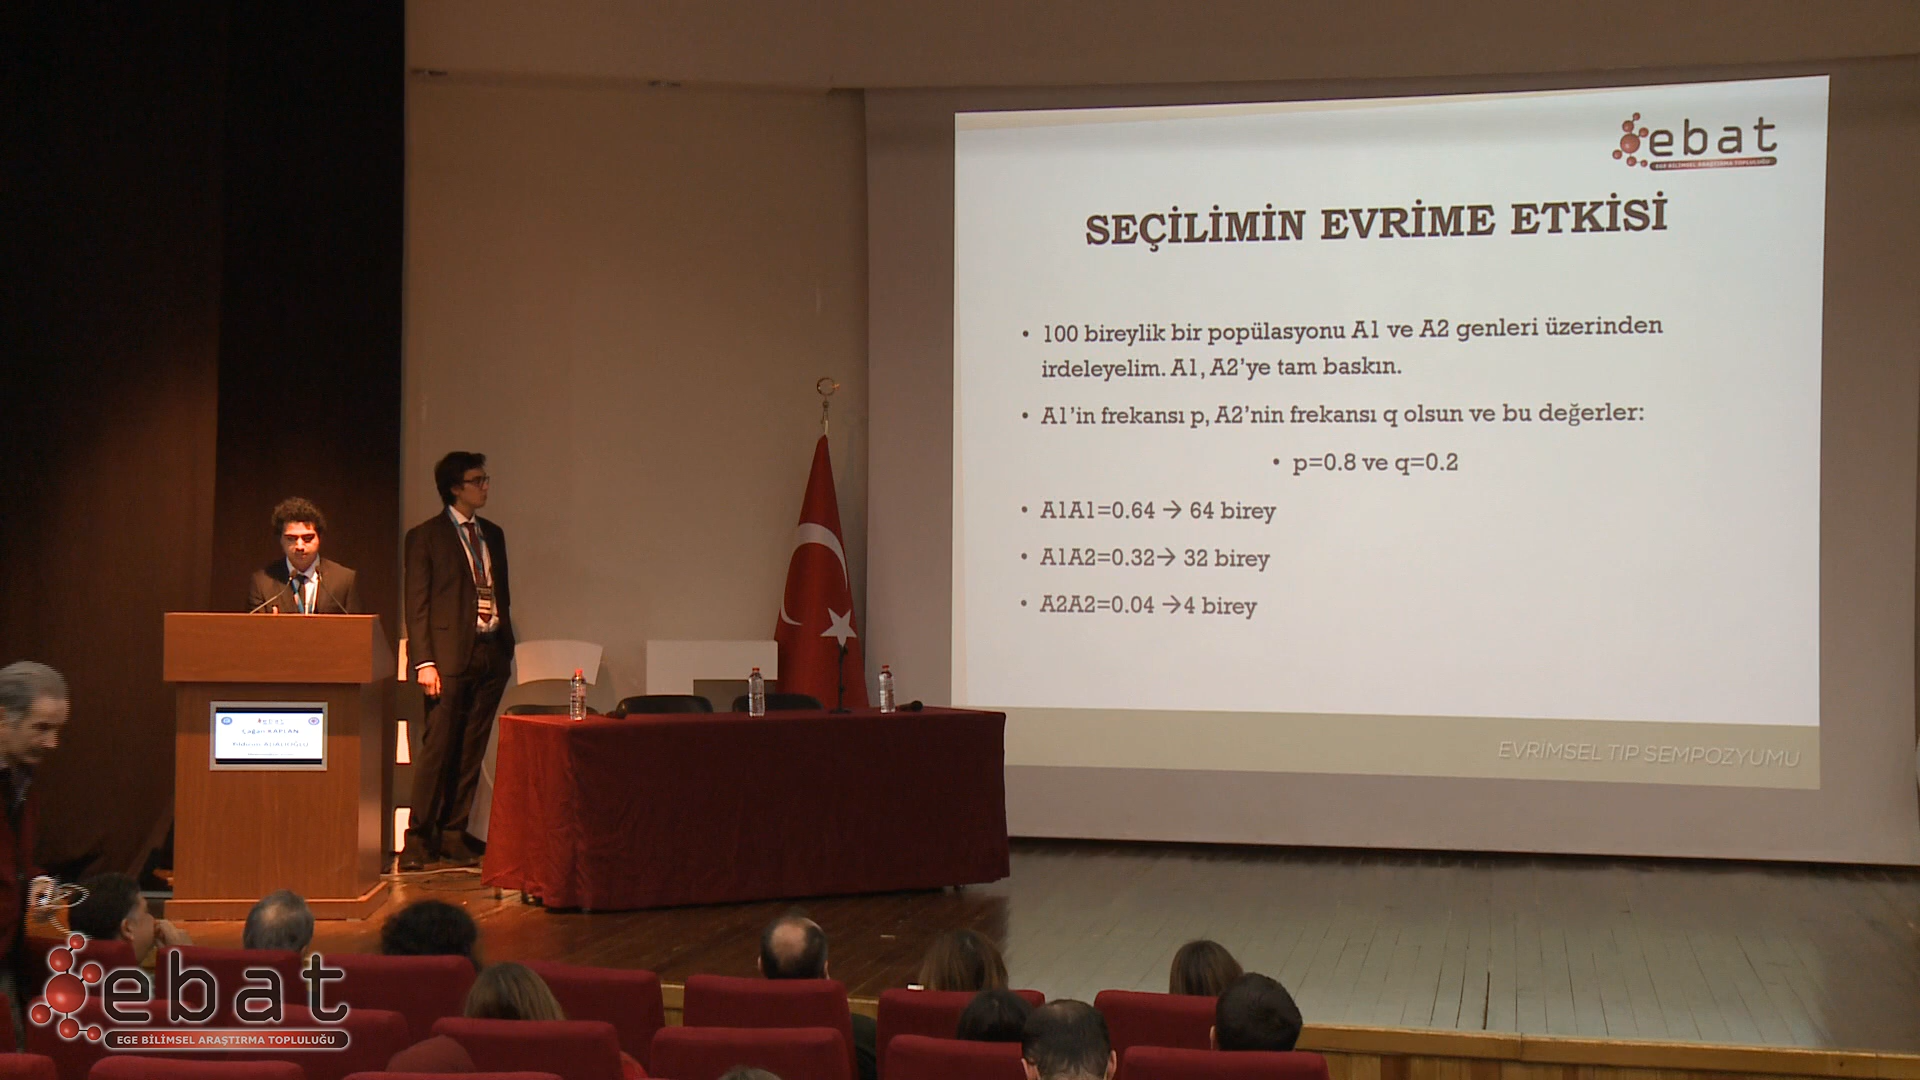 ebat
EGE BİLİMSEL ARAŞTIRMA TOPLULUĞU
SEÇİLİMİN EVRİME ETKİSİ
• 100 bireylik bir popülasyonu A1 ve A2 genleri üzerinden
irdeleyelim. A1, A2’ye tam baskın.
• A1’in frekansı p, A2’nin frekansı q olsun ve bu değerler:
• p=0.8 ve q=0.2
• A1A1=0.64 → 64 birey
• A1A2=0.32→ 32 birey
• A2A2=0.04 →4 birey
EVRİMSEL TIP SEMPOZYUMU
Çağan KAPLAN
ebat
EGE BİLİMSEL ARAŞTIRMA TOPLULUĞU